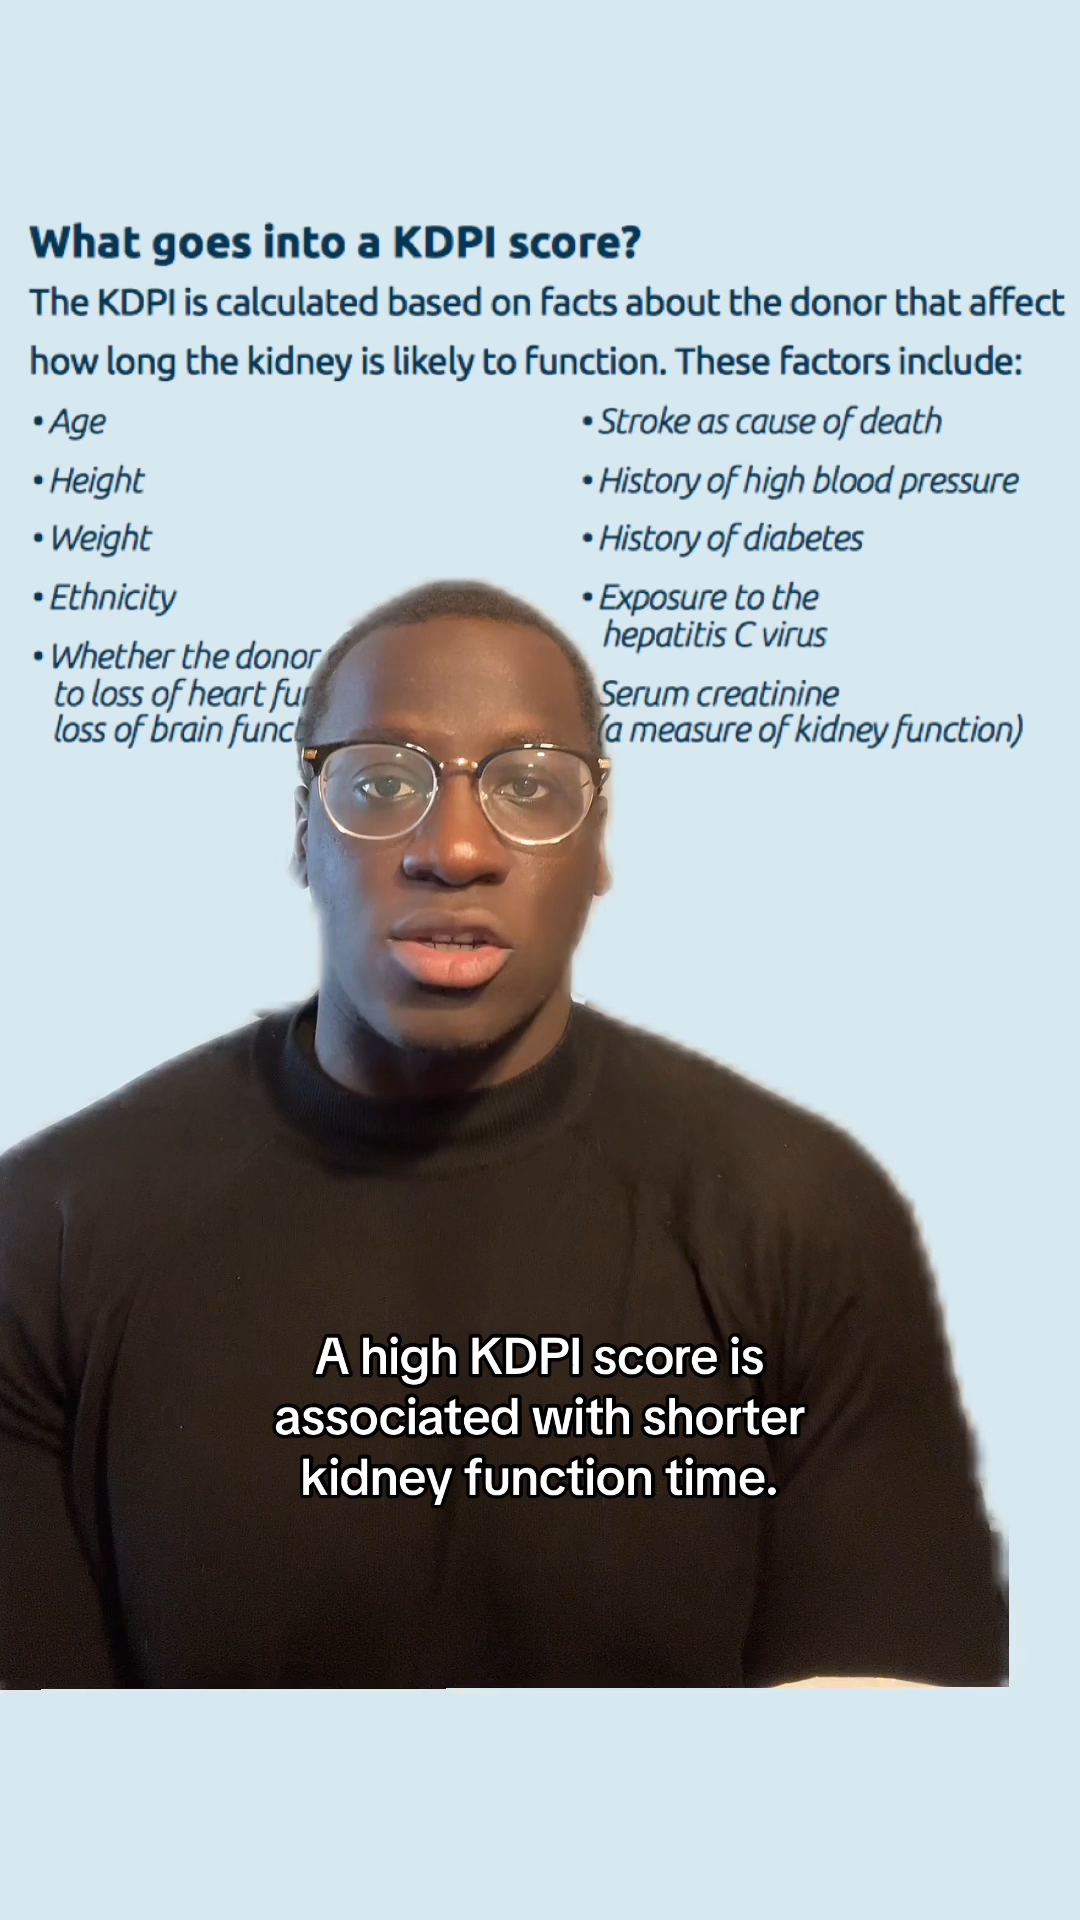 What goes into a KDPI score?
The KDPI is calculated based on facts about the donor that affect
how long the kidney is likely to function. These factors include:
• Age
• Height
• Weight
• Ethnicity
• Whether the donor
to loss of heart
loss of brain
• Stroke as cause of death
• History of high blood pressure
• History of diabetes
• Exposure to the
hepatitis C virus
Serum creatinine
(a measure of kidney function)
A high KDPI score is
associated with shorter
kidney function time.